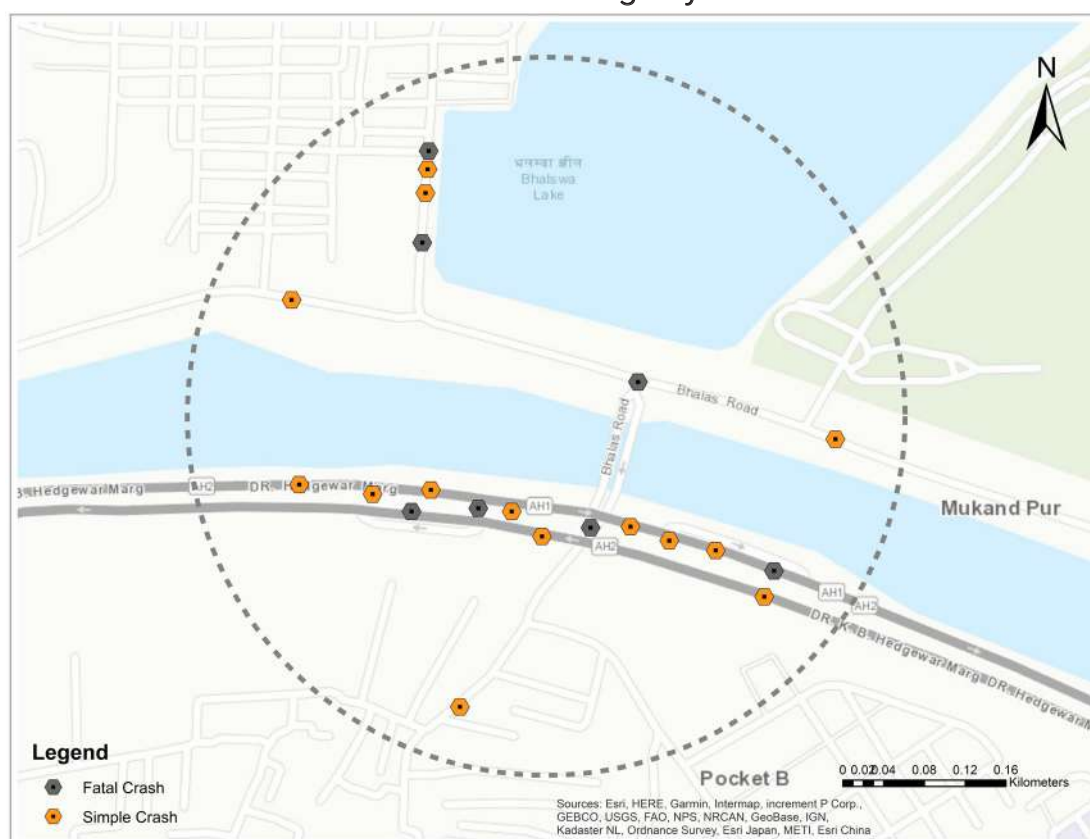 N
भलस्वा झील
Bhalswa
Lake
Bhalas Road
Bhalas Road
Mukand Pur
B. Hedgewar Marg
AH2
DR. Hedgewar Marg
AH1
AH2
AH1
AH2
DR. K. B. Hedgewar Marg
DR. Hedgewar M
Legend
Fatal Crash
Simple Crash
Pocket B
0 0.02 0.04 0.08 0.12 0.16
Kilometers
Sources: Esri, HERE, Garmin, Intermap, increment P Corp.,
GEBCO, USGS, FAO, NPS, NRCAN, GeoBase, IGN,
Kadaster NL, Ordnance Survey, Esri Japan, METI, Esri China